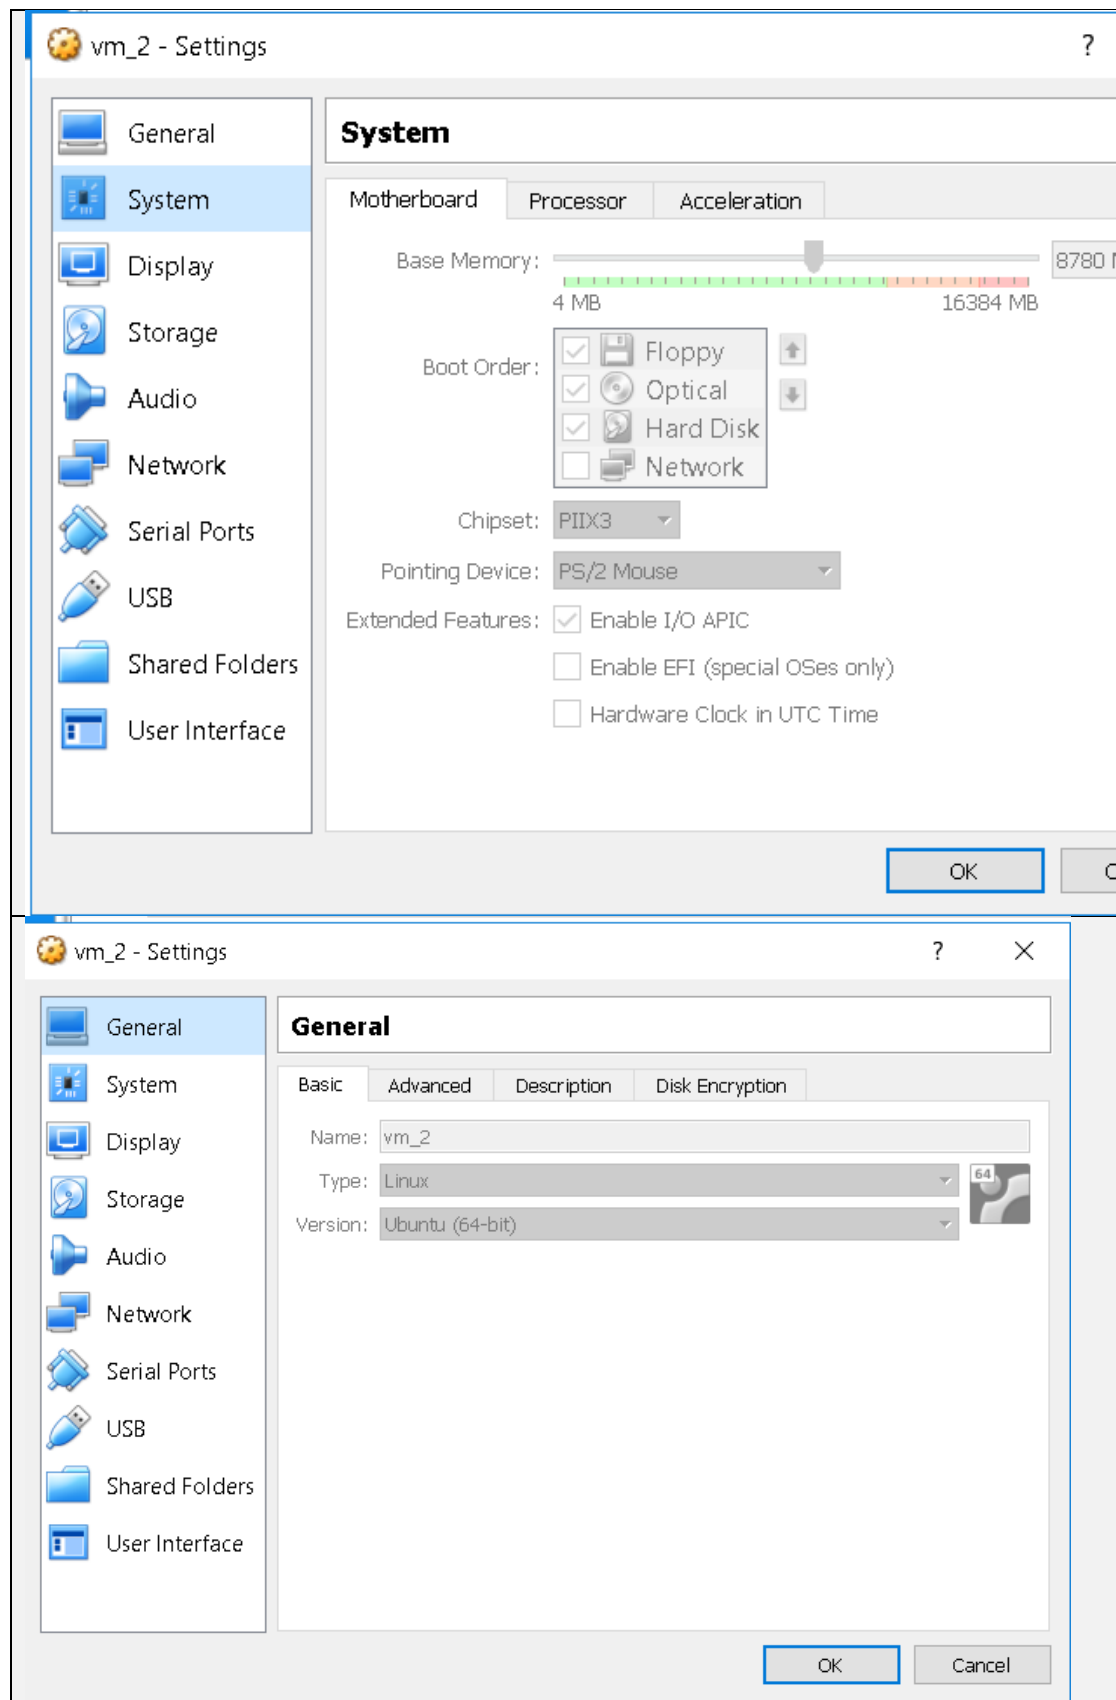 vm_2 - Settings ?
General
System
Display
Storage
Audio
Network
Serial Ports
USB
Shared Folders
User Interface
System
Motherboard Processor Acceleration
Base Memory: 8780
4 MB 16384 MB
Boot Order: Floppy
Optical
Hard Disk
Network
Chipset: PIIX3
Pointing Device: PS/2 Mouse
Extended Features: Enable I/O APIC
Enable EFI (special OSes only)
Hardware Clock in UTC Time
OK
vm_2 - Settings ?
General
System
Display
Storage
Audio
Network
Serial Ports
USB
Shared Folders
User Interface
General
Basic Advanced Description Disk Encryption
Name: vm_2
Type: Linux 64
Version: Ubuntu (64-bit)
OK Cancel